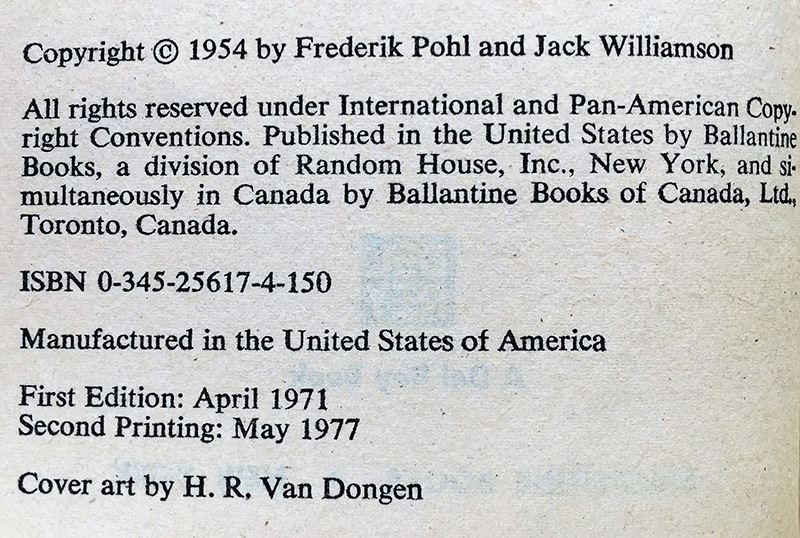 Copyright © 1954 by Frederik Pohl and Jack Williamson
All rights reserved under International and Pan-American Copy-
right Conventions. Published in the United States by Ballantine
Books, a division of Random House, Inc., New York, and si-
multaneously in Canada by Ballantine Books of Canada, Ltd.,
Toronto, Canada.
ISBN 0-345-25617-4-150
Manufactured in the United States of America
First Edition: April 1971
Second Printing: May 1977
Cover art by H. R. Van Dongen